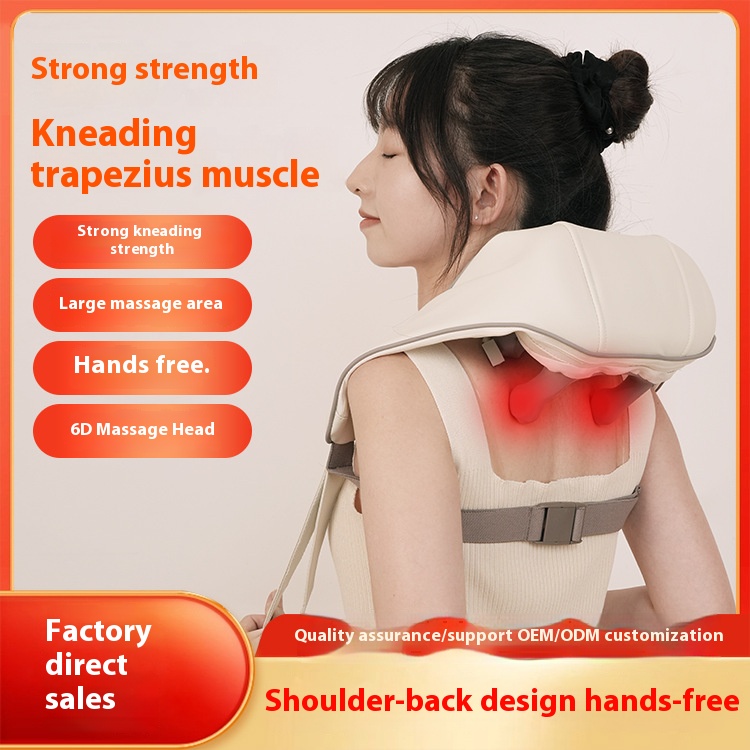 Strong strength
Kneading
trapezius muscle
Strong kneading
strength
Large massage area
Hands free.
6D Massage Head
Factory
direct
sales
Quality assurance/support OEM/ODM customization
Shoulder-back design hands-free